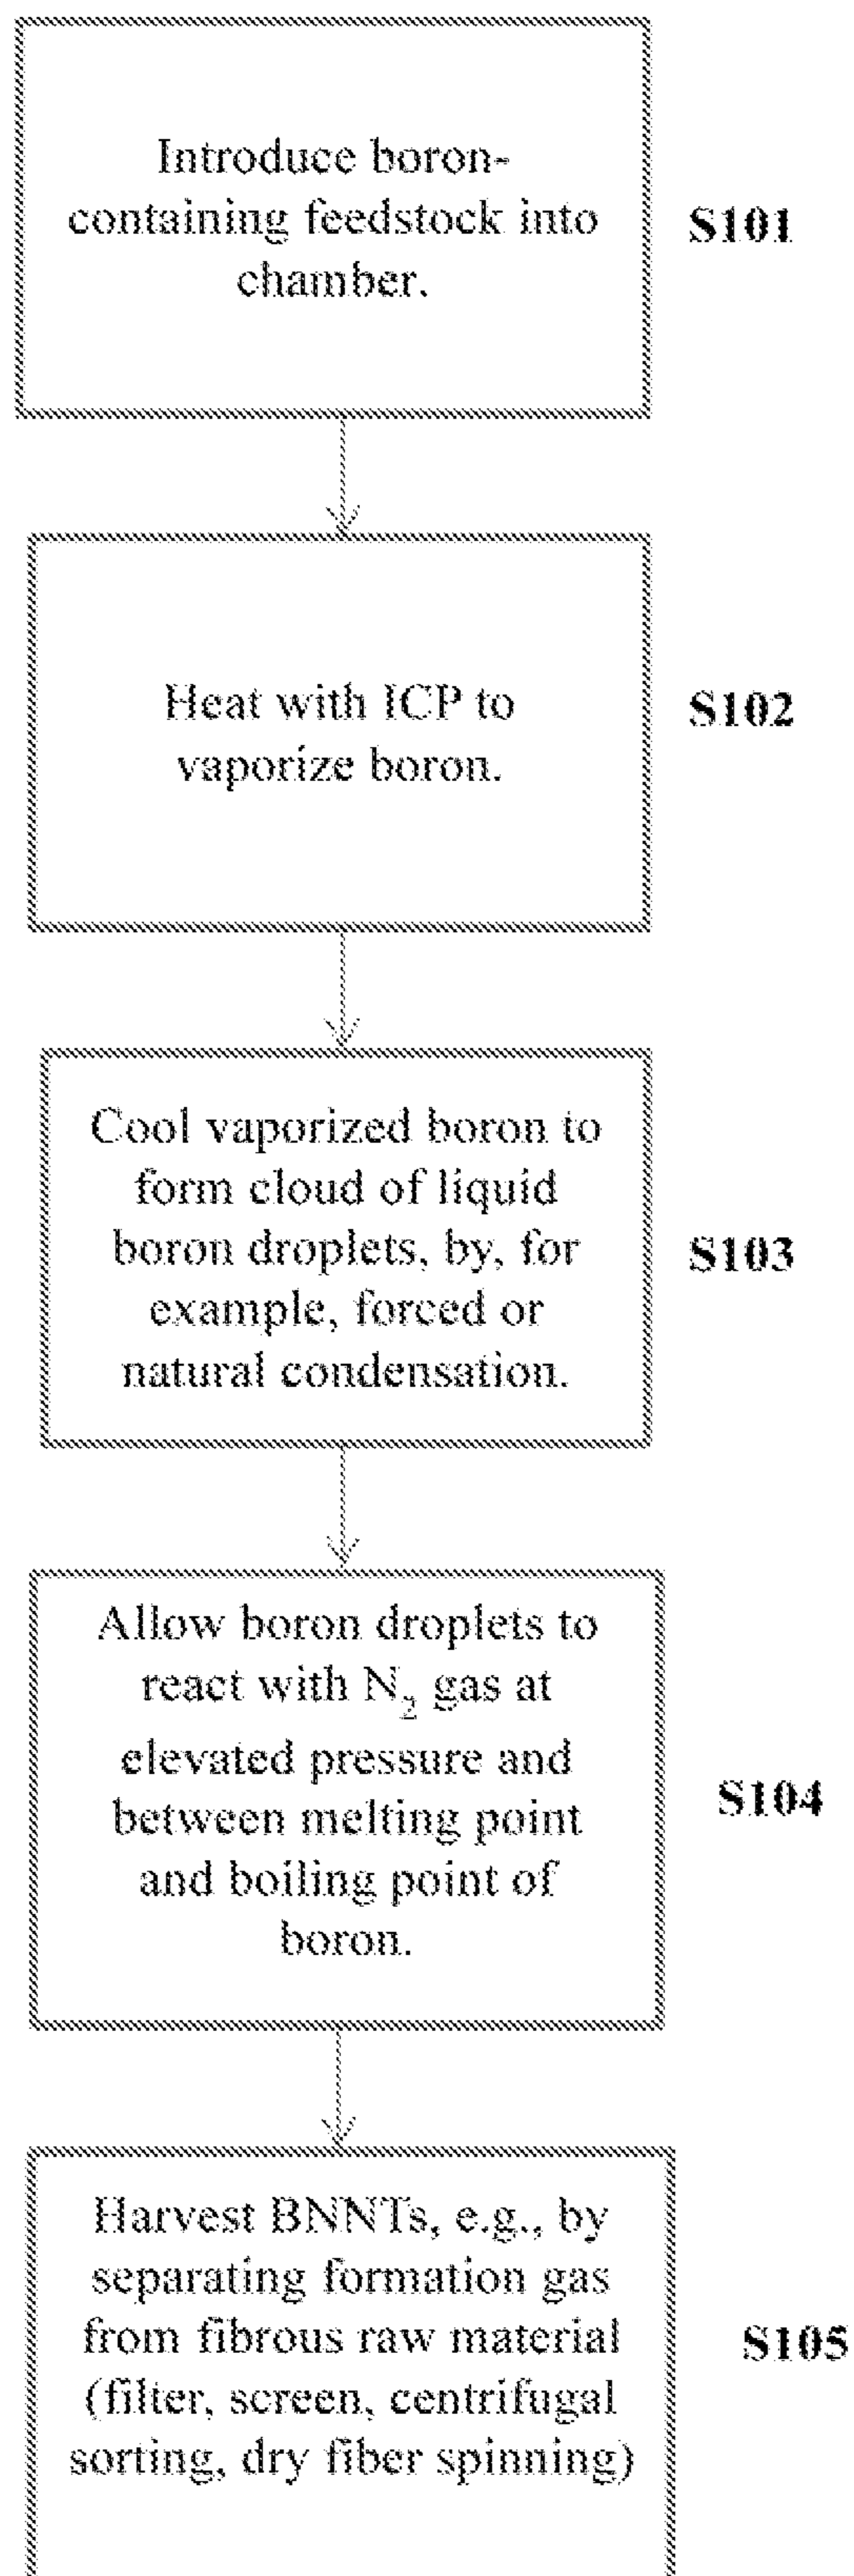 Introduce boron-
containing feedstock into
chamber.
S101
Heat with ICP to
vaporize boron.
S102
Cool vaporized boron to
form cloud of liquid
boron droplets, by, for
example, forced or
natural condensation.
S103
Allow boron droplets to
react with N₂ gas at
elevated pressure and
between melting point
and boiling point of
boron.
S104
Harvest BNNTs, e.g., by
separating formation gas
from fibrous raw material
(filter, screen, centrifugal
sorting, dry fiber spinning)
S105